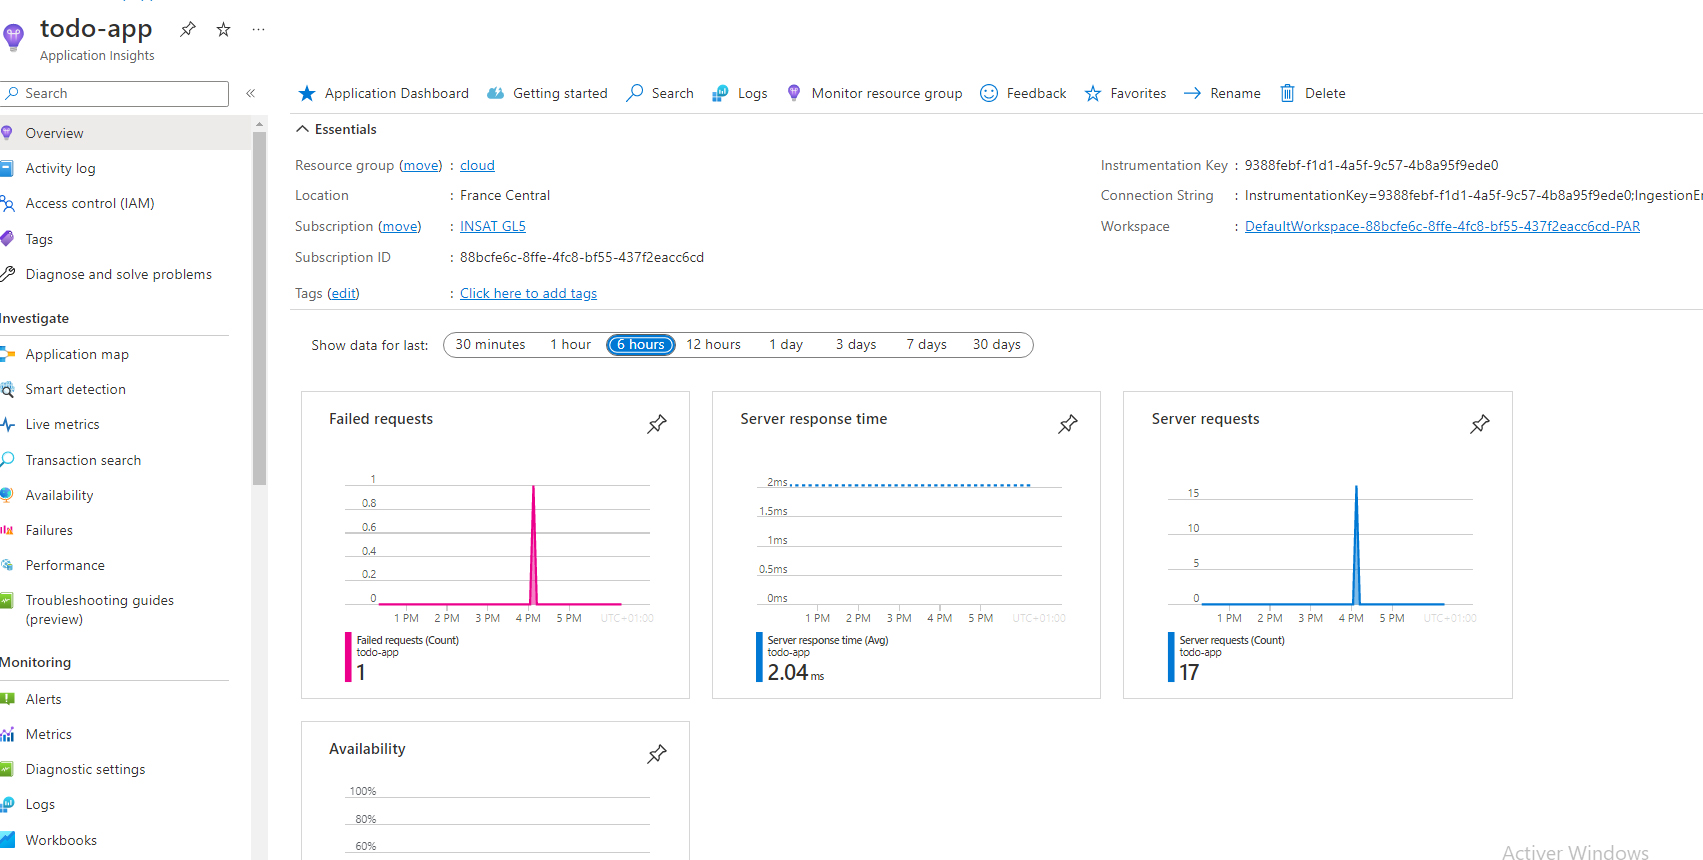 todo-app
Application Insights
Search
Overview
Activity log
Access control (IAM)
Tags
Diagnose and solve problems
Investigate
Application map
Smart detection
Live metrics
Transaction search
Availability
Failures
Performance
Troubleshooting guides
(preview)
Monitoring
Alerts
Metrics
Diagnostic settings
Logs
Workbooks
Application Dashboard Getting started Search Logs Monitor resource group Feedback Favorites Rename Delete
Essentials
Resource group (move) : cloud
Location : France Central
Subscription (move) : INSAT GL5
Subscription ID : 88bcfe6c-8ffe-4fc8-bf55-437f2eacc6cd
Tags (edit) : Click here to add tags
Instrumentation Key : 9388febf-f1d1-4a5f-9c57-4b8a95f9ede0
Connection String : InstrumentationKey=9388febf-f1d1-4a5f-9c57-4b8a95f9ede0;IngestionEn
Workspace : DefaultWorkspace-88bcfe6c-8ffe-4fc8-bf55-437f2eacc6cd-PAR
Show data for last: 30 minutes 1 hour 6 hours 12 hours 1 day 3 days 7 days 30 days
Failed requests
1
0.8
0.6
0.4
0.2
0
1 PM 2 PM 3 PM 4 PM 5 PM UTC+01:00
Failed requests (Count)
todo-app
1
Server response time
2ms
1.5ms
1ms
0.5ms
0ms
1 PM 2 PM 3 PM 4 PM 5 PM UTC+01:00
Server response time (Avg)
todo-app
2.04 ms
Server requests
15
10
5
0
1 PM 2 PM 3 PM 4 PM 5 PM UTC+01:00
Server requests (Count)
todo-app
17
Availability
100%
80%
60%
Activer Windows